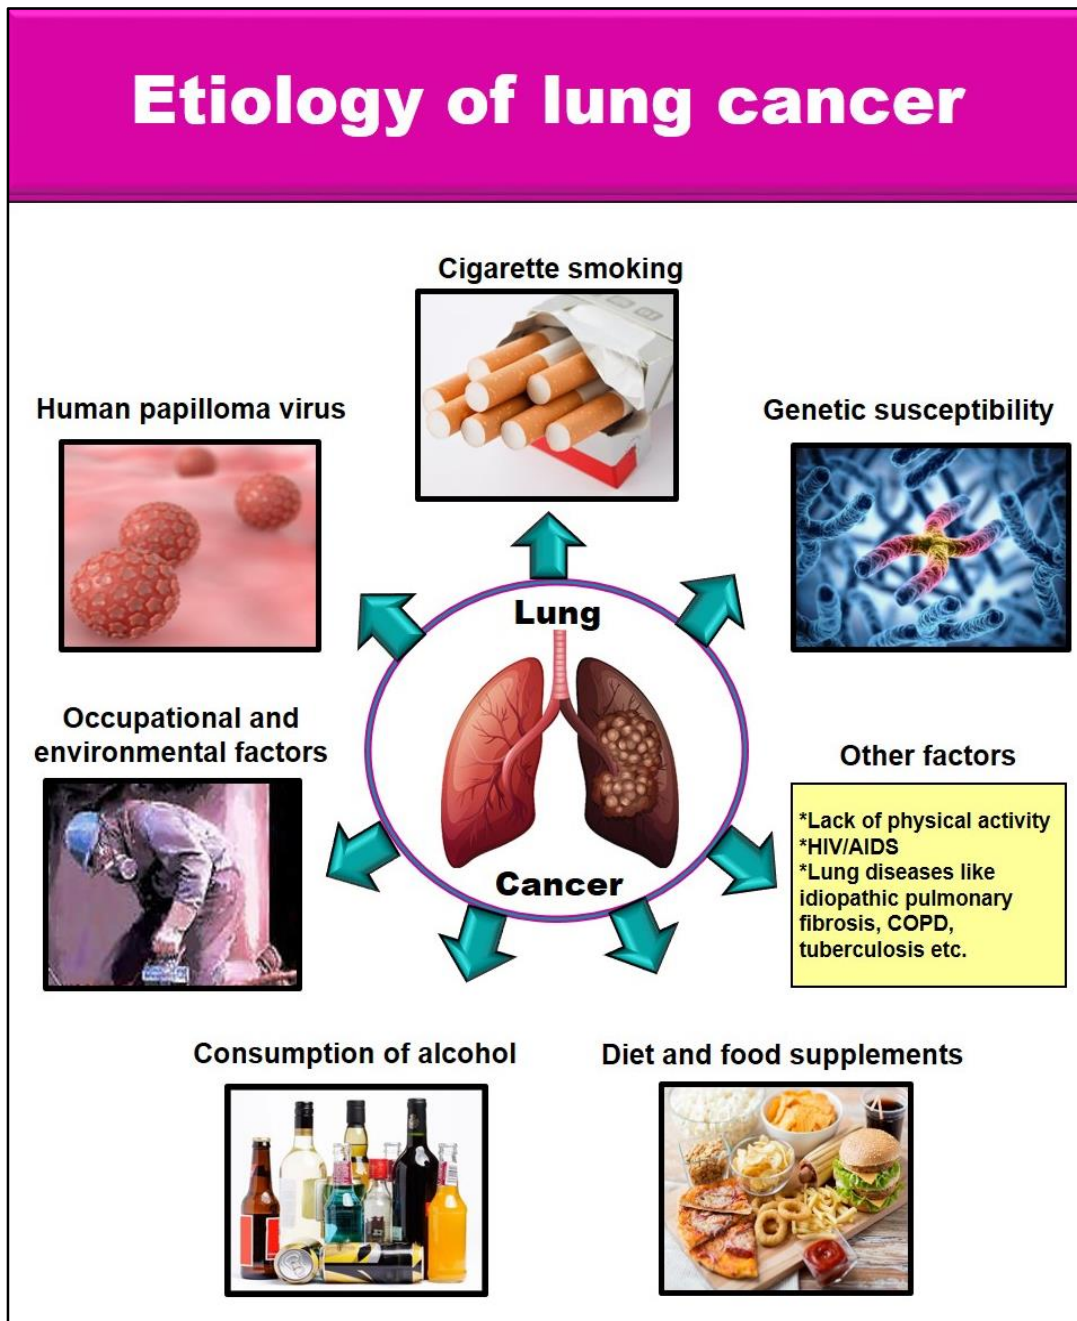 Etiology of lung cancer
Cigarette smoking
Human papilloma virus
Genetic susceptibility
Lung
Occupational and
environmental factors
Other factors
*Lack of physical activity
*HIV/AIDS
*Lung diseases like
idiopathic pulmonary
fibrosis, COPD,
tuberculosis etc.
Cancer
Consumption of alcohol
Diet and food supplements